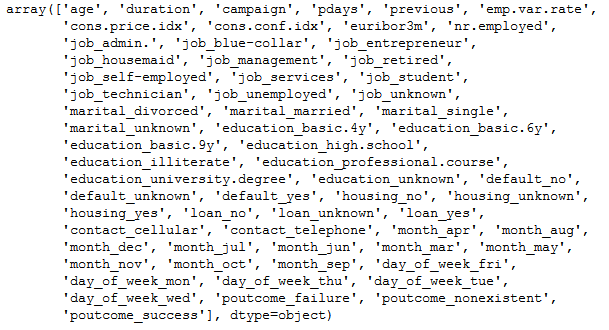 array(['age', 'duration', 'campaign', 'pdays', 'previous', 'emp.var.rate',
'cons.price.idx', 'cons.conf.idx', 'euribor3m', 'nr.employed',
'job_admin.', 'job_blue-collar', 'job_entrepreneur',
'job_housemaid', 'job_management', 'job_retired',
'job_self-employed', 'job_services', 'job_student',
'job_technician', 'job_unemployed', 'job_unknown',
'marital_divorced', 'marital_married', 'marital_single',
'marital_unknown', 'education_basic.4y', 'education_basic.6y',
'education_basic.9y', 'education_high.school',
'education_illiterate', 'education_professional.course',
'education_university.degree', 'education_unknown', 'default_no',
'default_unknown', 'default_yes', 'housing_no', 'housing_unknown',
'housing_yes', 'loan_no', 'loan_unknown', 'loan_yes',
'contact_cellular', 'contact_telephone', 'month_apr', 'month_aug',
'month_dec', 'month_jul', 'month_jun', 'month_mar', 'month_may',
'month_nov', 'month_oct', 'month_sep', 'day_of_week_fri',
'day_of_week_mon', 'day_of_week_thu', 'day_of_week_tue',
'day_of_week_wed', 'poutcome_failure', 'poutcome_nonexistent',
'poutcome_success'], dtype=object)